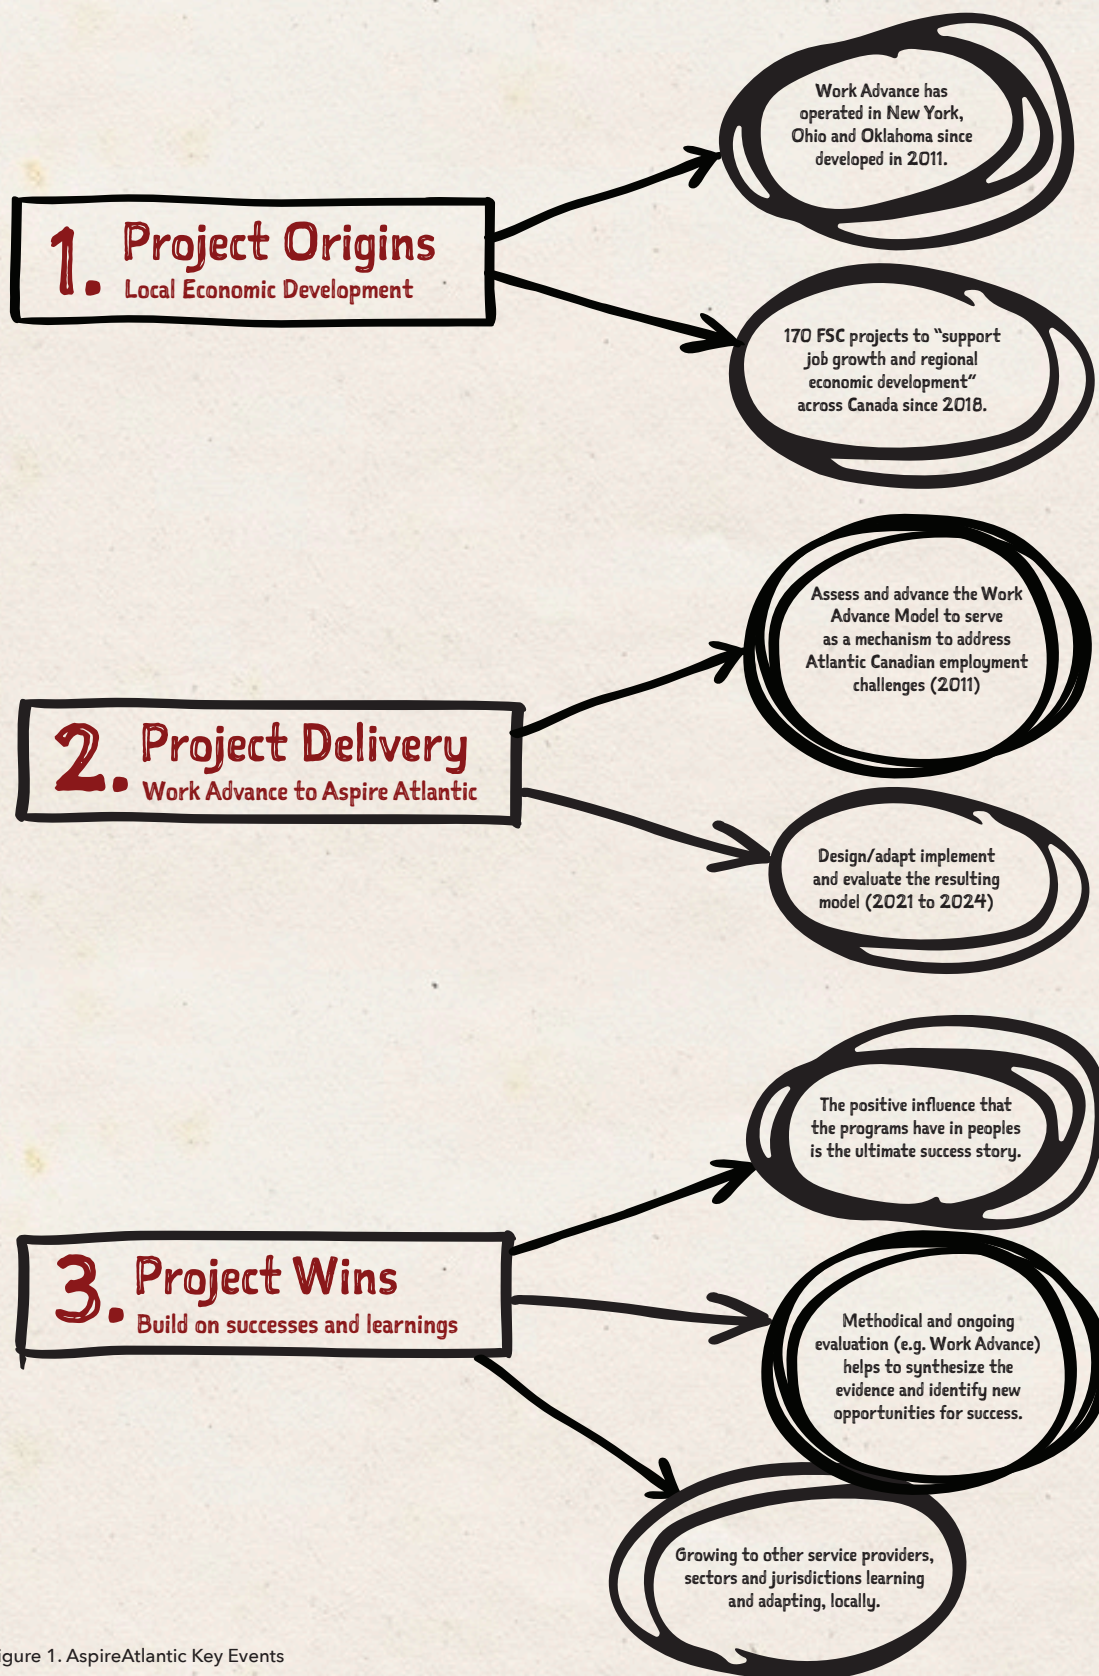 1. Project Origins
Local Economic Development
Work Advance has
operated in New York,
Ohio and Oklahoma since
developed in 2011.
170 FSC projects to “support
job growth and regional
economic development”
across Canada since 2018.
2. Project Delivery
Work Advance to Aspire Atlantic
Assess and advance the Work
Advance Model to serve
as a mechanism to address
Atlantic Canadian employment
challenges (2011)
Design/adapt implement
and evaluate the resulting
model (2021 to 2024)
3. Project Wins
Build on successes and learnings
The positive influence that
the programs have in peoples
is the ultimate success story.
Methodical and ongoing
evaluation (e.g. Work Advance)
helps to synthesize the
evidence and identify new
opportunities for success.
Growing to other service providers,
sectors and jurisdictions learning
and adapting, locally.
igure 1. AspireAtlantic Key Events